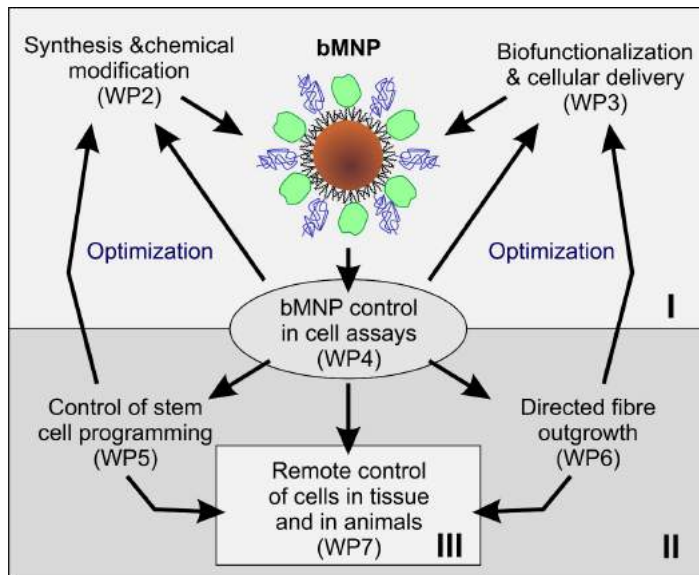 Synthesis &chemical
modification
(WP2)
bMNP
Biofunctionalization
& cellular delivery
(WP3)
Optimization
Optimization
I
bMNP control
in cell assays
(WP4)
Control of stem
cell programming
(WP5)
Directed fibre
outgrowth
(WP6)
Remote control
of cells in tissue
and in animals
(WP7)
III
II